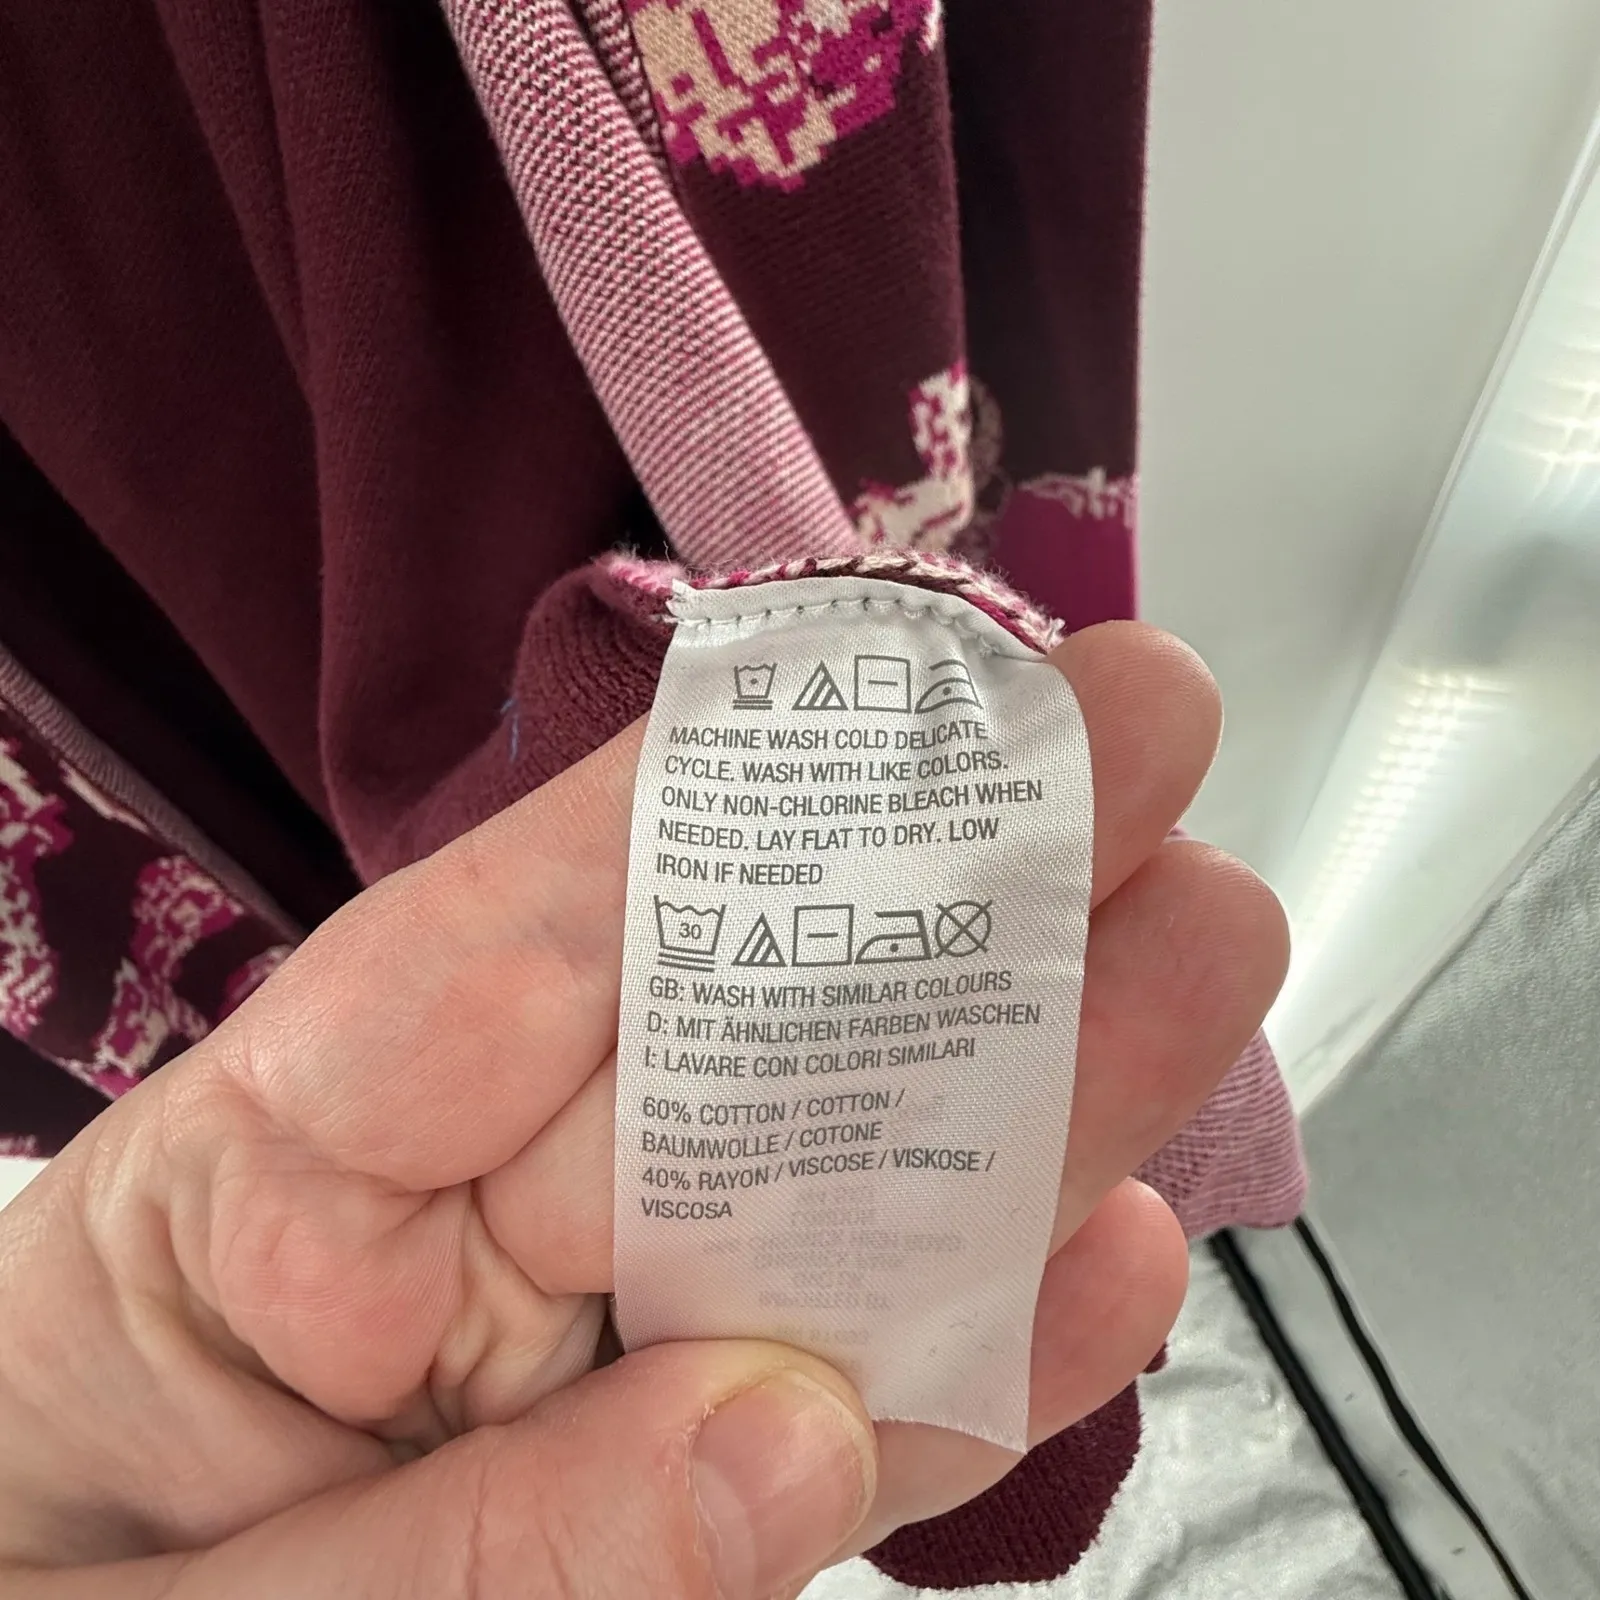 MACHINE WASH COLD DELICATE
CYCLE. WASH WITH LIKE COLORS.
ONLY NON-CHLORINE BLEACH WHEN
NEEDED. LAY FLAT TO DRY. LOW
IRON IF NEEDED
30
GB: WASH WITH SIMILAR COLOURS
D: MIT ÄHNLICHEN FARBEN WASCHEN
I: LAVARE CON COLORI SIMILARI
60% COTTON / COTTON /
BAUMWOLLE / COTONE
40% RAYON / VISCOSE / VISKOSE /
VISCOSA